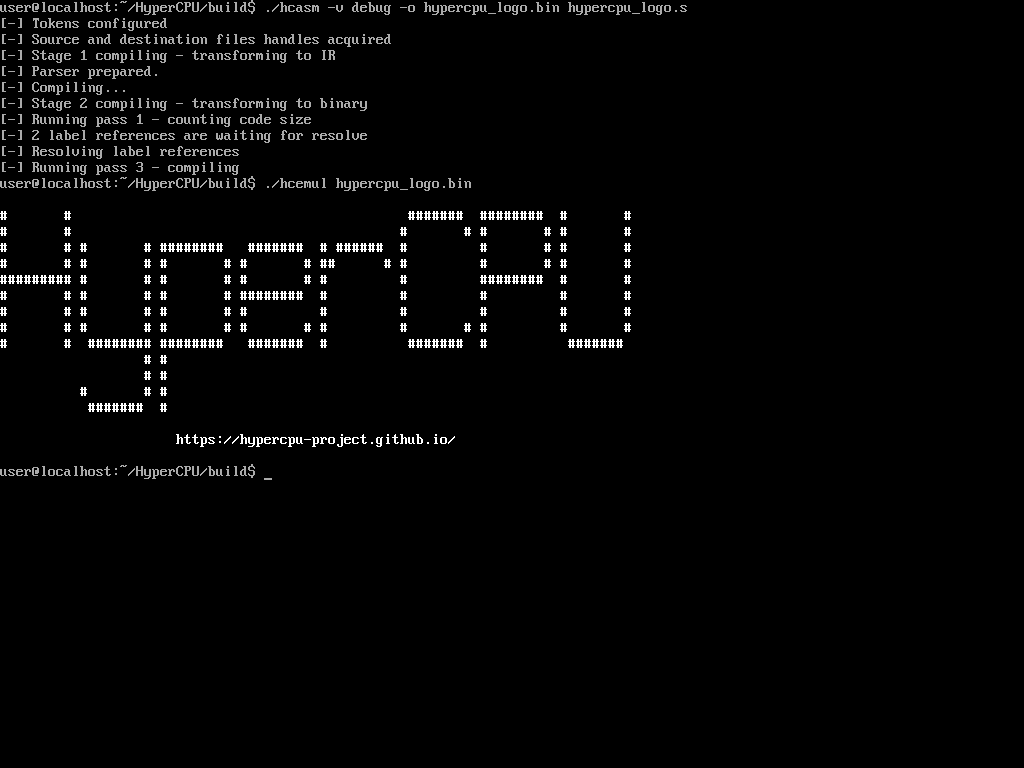 user@localhost:~/HyperCPU/build$ ./hcasm -v debug -o hypercpu_logo.bin hypercpu_logo.s
[-] Tokens configured
[-] Source and destination files handles acquired
[-] Stage 1 compiling - transforming to IR
[-] Parser prepared.
[-] Compiling...
[-] Stage 2 compiling - transforming to binary
[-] Running pass 1 - counting code size
[-] 2 label references are waiting for resolve
[-] Resolving label references
[-] Running pass 3 - compiling
user@localhost:~/HyperCPU/build$ ./hcemul hypercpu_logo.bin
HyperCPU
https://hypercpu-project.github.io/
user@localhost:~/HyperCPU/build$ _